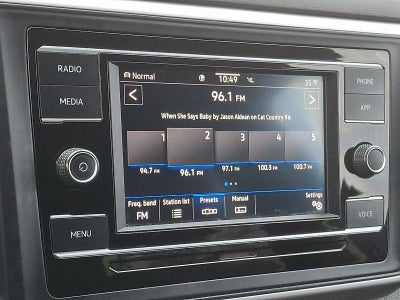 RADIO
MEDIA
MENU
PHONE
APP
VOICE
Normal
10:49
35 °F
96.1 FM
When She Says Baby by Jason Aldean on Cat Country 96
1 2 3 4 5
94.7 FM 96.1 FM 97.1 FM 100.3 FM 100.7 FM
Freq. band Station list Presets Manual Settings
FM